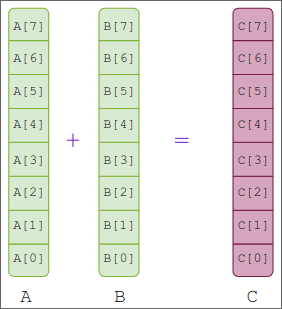 A[7] B[7] C[7]
A[6] B[6] C[6]
A[5] B[5] C[5]
A[4] B[4] C[4]
+ =
A[3] B[3] C[3]
A[2] B[2] C[2]
A[1] B[1] C[1]
A[0] B[0] C[0]
A B C